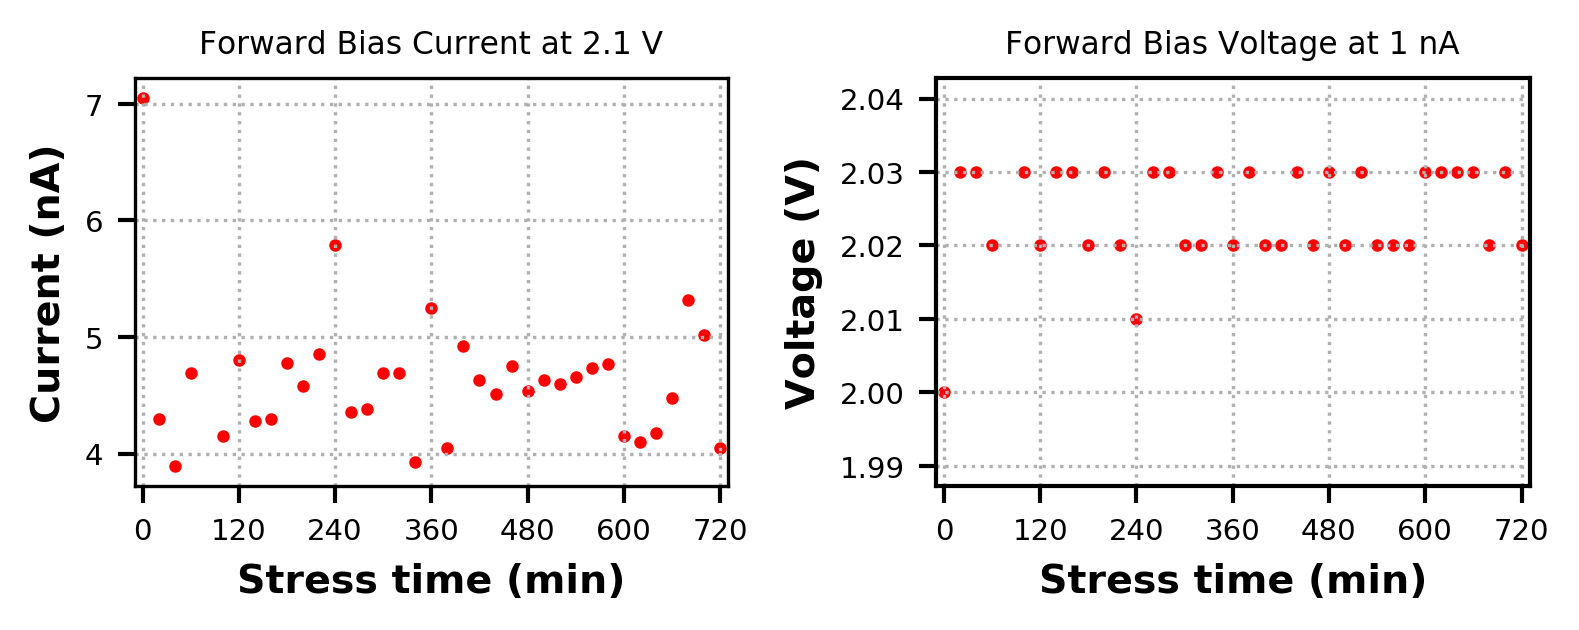 Forward Bias Current at 2.1 V
Current (nA)
7
6
5
4
0 120 240 360 480 600 720
Stress time (min)
Forward Bias Voltage at 1 nA
Voltage (V)
2.04
2.03
2.02
2.01
2.00
1.99
0 120 240 360 480 600 720
Stress time (min)